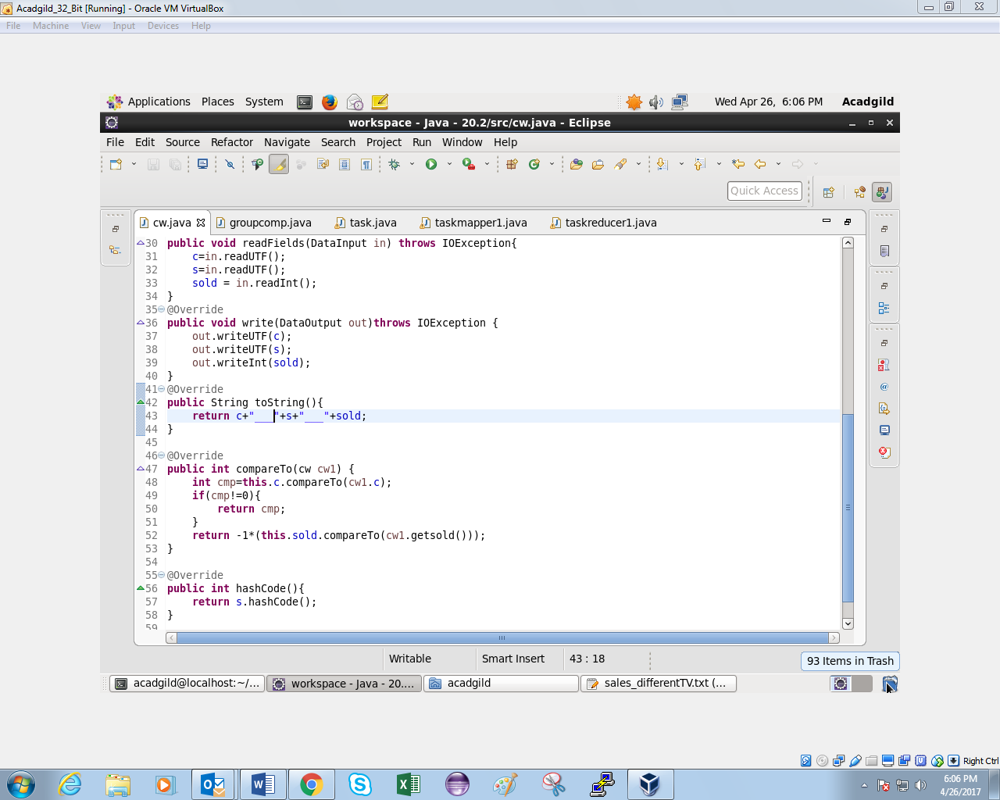 Acadgild_32_Bit [Running] - Oracle VM VirtualBox
File Machine View Input Devices Help
Applications Places System Wed Apr 26, 6:06 PM Acadgild
workspace - Java - 20.2/src/cw.java - Eclipse
File Edit Source Refactor Navigate Search Project Run Window Help
Quick Access
cw.java groupcomp.java task.java taskmapper1.java taskreducer1.java
30 public void readFields(DataInput in) throws IOException{
31 c=in.readUTF();
32 s=in.readUTF();
33 sold = in.readInt();
34 }
35 @Override
36 public void write(DataOutput out)throws IOException {
37 out.writeUTF(c);
38 out.writeUTF(s);
39 out.writeInt(sold);
40 }
41 @Override
42 public String toString(){
43 return c+"___"+s+"___"+sold;
44 }
45
46 @Override
47 public int compareTo(cw cw1) {
48 int cmp=this.c.compareTo(cw1.c);
49 if(cmp!=0){
50 return cmp;
51 }
52 return -1*(this.sold.compareTo(cw1.getsold()));
53 }
54
55 @Override
56 public int hashCode(){
57 return s.hashCode();
58 }
59
Writable Smart Insert 43 : 18 93 Items in Trash
acadgild@localhost:~/... workspace - Java - 20.... acadgild sales_differentTV.txt (...
Right Ctrl
6:06 PM
4/26/2017